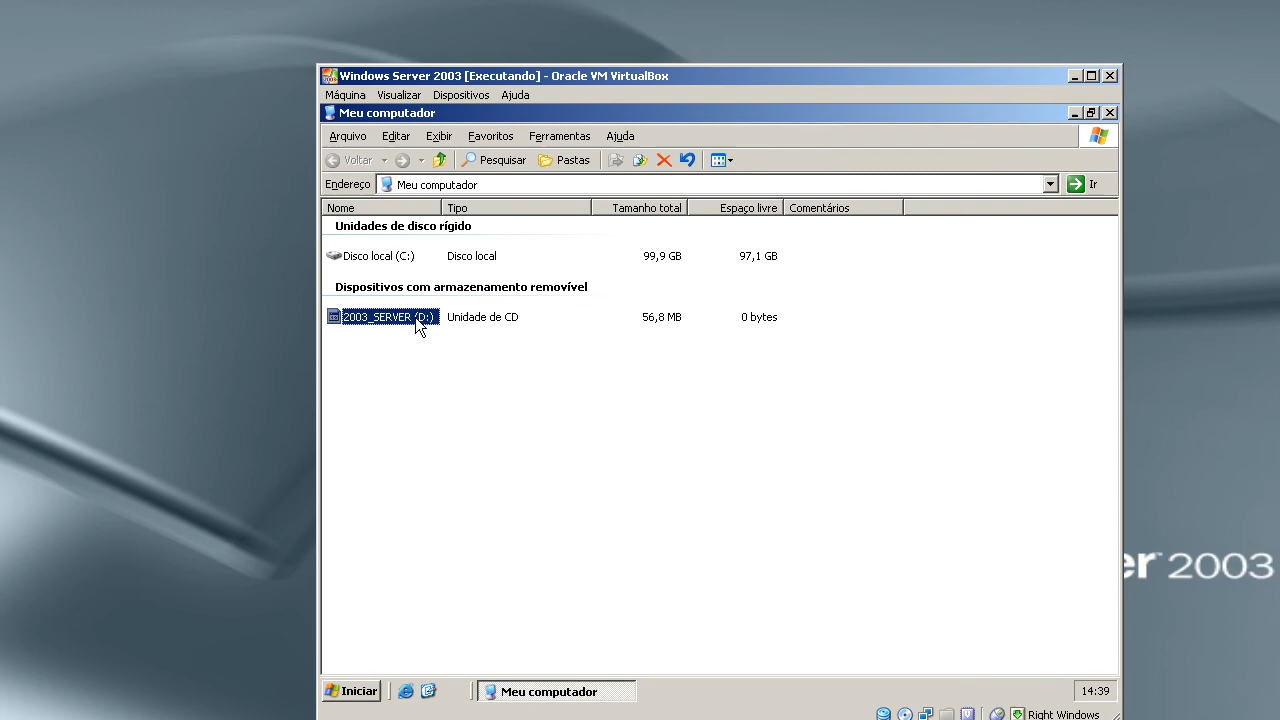 Windows Server 2003 [Executando] - Oracle VM VirtualBox
Máquina Visualizar Dispositivos Ajuda
Meu computador
Arquivo Editar Exibir Favoritos Ferramentas Ajuda
Voltar Pesquisar Pastas
Endereço Meu computador Ir
Nome Tipo Tamanho total Espaço livre Comentários
Unidades de disco rígido
Disco local (C:) Disco local 99,9 GB 97,1 GB
Dispositivos com armazenamento removível
2003_SERVER (D:) Unidade de CD 56,8 MB 0 bytes
er 2003
Iniciar Meu computador 14:39
Right Windows